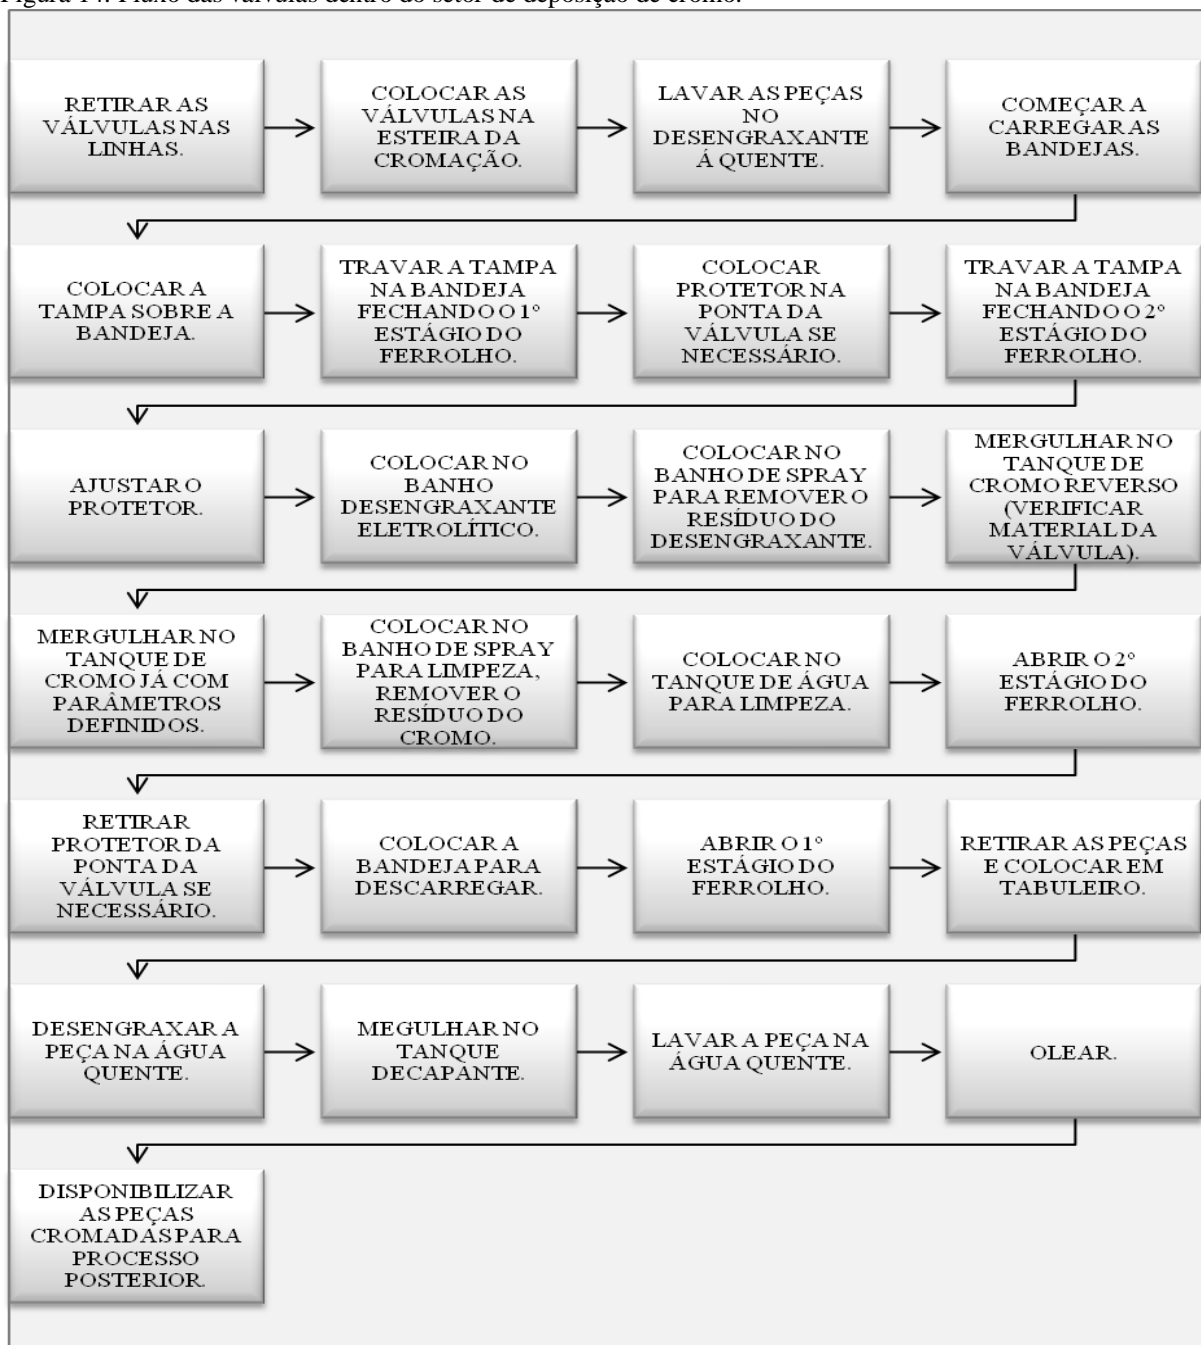 Figura 14: Fluxo das válvulas dentro do setor de deposição de cromo.
RETIRAR AS
VÁLVULAS NAS
LINHAS.
COLOCAR AS
VÁLVULAS NA
ESTEIRA DA
CROMAÇÃO.
LAVAR AS PEÇAS
NO
DESENGRAXANTE
Á QUENTE.
COMEÇAR A
CARREGAR AS
BANDEJAS.
COLOCAR A
TAMPA SOBRE A
BANDEJA.
TRAVAR A TAMPA
NA BANDEJA
FECHANDO O 1º
ESTÁGIO DO
FERROLHO.
COLOCAR
PROTETOR NA
PONTA DA
VÁLVULA SE
NECESSÁRIO.
TRAVAR A TAMPA
NA BANDEJA
FECHANDO O 2º
ESTÁGIO DO
FERROLHO.
AJUSTAR O
PROTETOR.
COLOCAR NO
BANHO
DESENGRAXANTE
ELETROLÍTICO.
COLOCAR NO
BANHO DE SPRAY
PARA REMOVER O
RESÍDUO DO
DESENGRAXANTE.
MERGULHAR NO
TANQUE DE
CROMO REVERSO
(VERIFICAR
MATERIAL DA
VÁLVULA).
MERGULHAR NO
TANQUE DE
CROMO JÁ COM
PARÂMETROS
DEFINIDOS.
COLOCAR NO
BANHO DE SPRAY
PARA LIMPEZA,
REMOVER O
RESÍDUO DO
CROMO.
COLOCAR NO
TANQUE DE ÁGUA
PARA LIMPEZA.
ABRIR O 2º
ESTÁGIO DO
FERROLHO.
RETIRAR
PROTETOR DA
PONTA DA
VÁLVULA SE
NECESSÁRIO.
COLOCAR A
BANDEJA PARA
DESCARREGAR.
ABRIR O 1º
ESTÁGIO DO
FERROLHO.
RETIRAR AS PEÇAS
E COLOCAR EM
TABULEIRO.
DESENGRAXAR A
PEÇA NA ÁGUA
QUENTE.
MEGULHAR NO
TANQUE
DECAPANTE.
LAVAR A PEÇA NA
ÁGUA QUENTE.
OLEAR.
DISPONIBILIZAR
AS PEÇAS
CROMADAS PARA
PROCESSO
POSTERIOR.